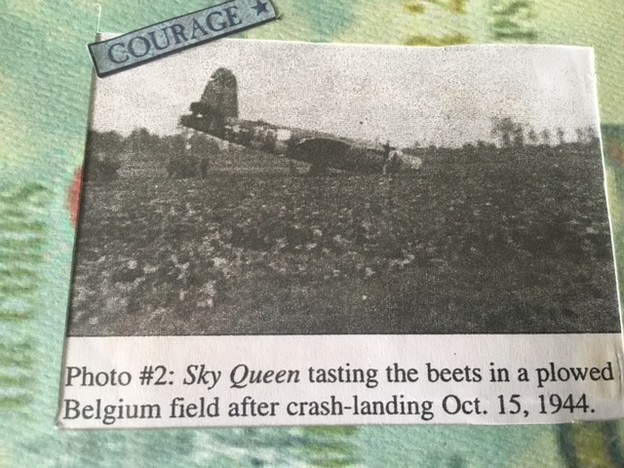 COURAGE
Photo #2: Sky Queen tasting the beets in a plowed
Belgium field after crash-landing Oct. 15, 1944.